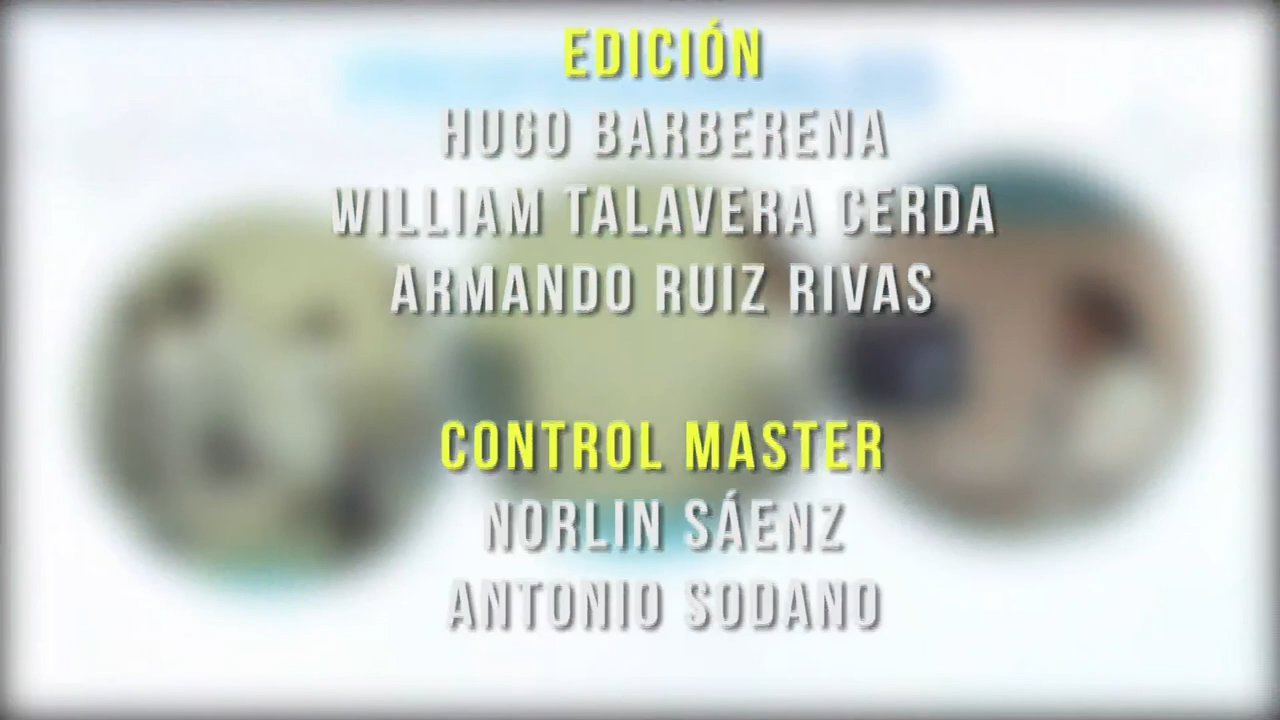 EDICIÓN
HUGO BARBERENA
WILLIAM TALAVERA CERDA
ARMANDO RUIZ RIVAS
CONTROL MASTER
NORLIN SÁENZ
ANTONIO SODANO